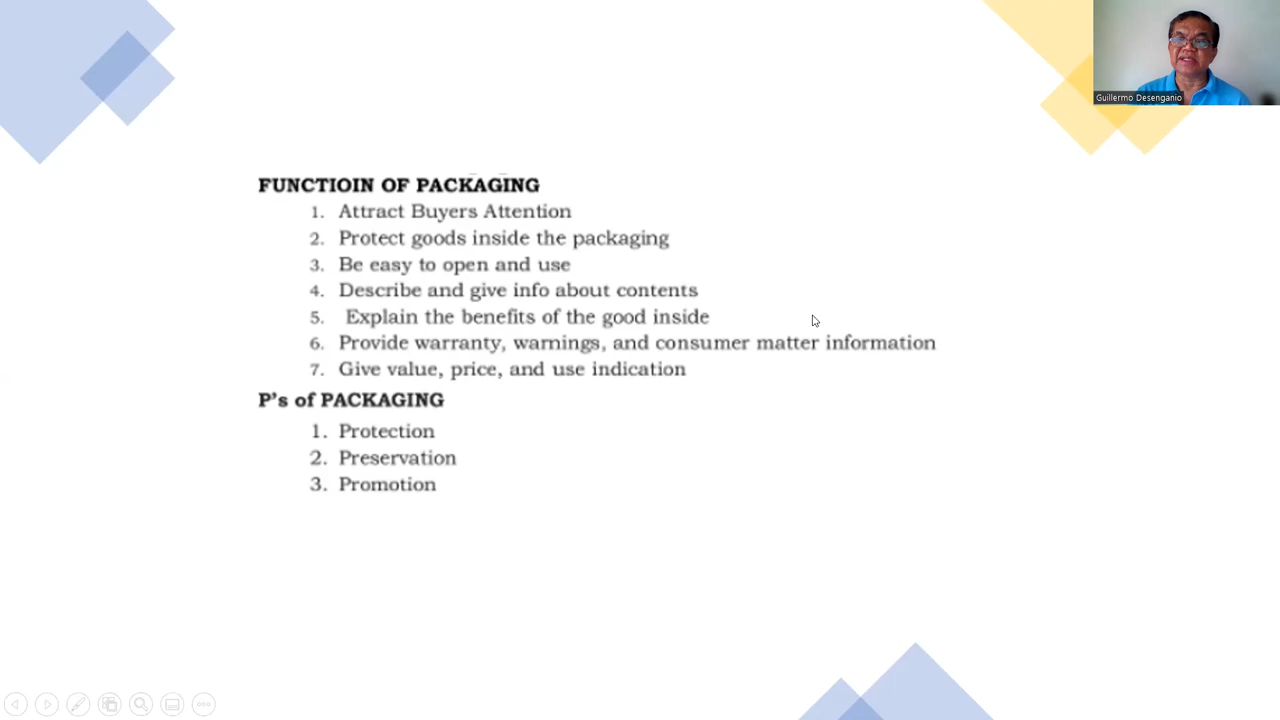 Guillermo Desenganio
FUNCTIOIN OF PACKAGING
1. Attract Buyers Attention
2. Protect goods inside the packaging
3. Be easy to open and use
4. Describe and give info about contents
5. Explain the benefits of the good inside
6. Provide warranty, warnings, and consumer matter information
7. Give value, price, and use indication
P's of PACKAGING
1. Protection
2. Preservation
3. Promotion